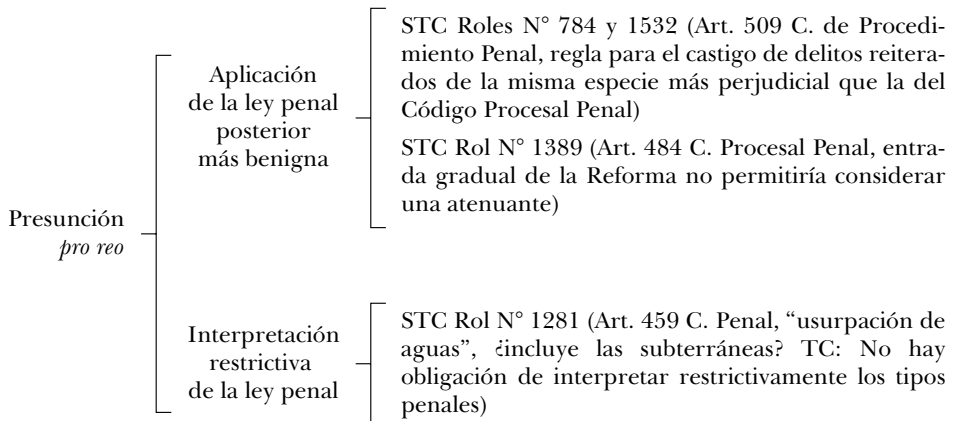 Presunción
pro reo
Aplicación
de la ley penal
posterior
más benigna
STC Roles N° 784 y 1532 (Art. 509 C. de Procedi-
miento Penal, regla para el castigo de delitos reitera-
dos de la misma especie más perjudicial que la del
Código Procesal Penal)
STC Rol N° 1389 (Art. 484 C. Procesal Penal, entra-
da gradual de la Reforma no permitiría considerar
una atenuante)
Interpretación
restrictiva
de la ley penal
STC Rol N° 1281 (Art. 459 C. Penal, “usurpación de
aguas”, ¿incluye las subterráneas? TC: No hay
obligación de interpretar restrictivamente los tipos
penales)